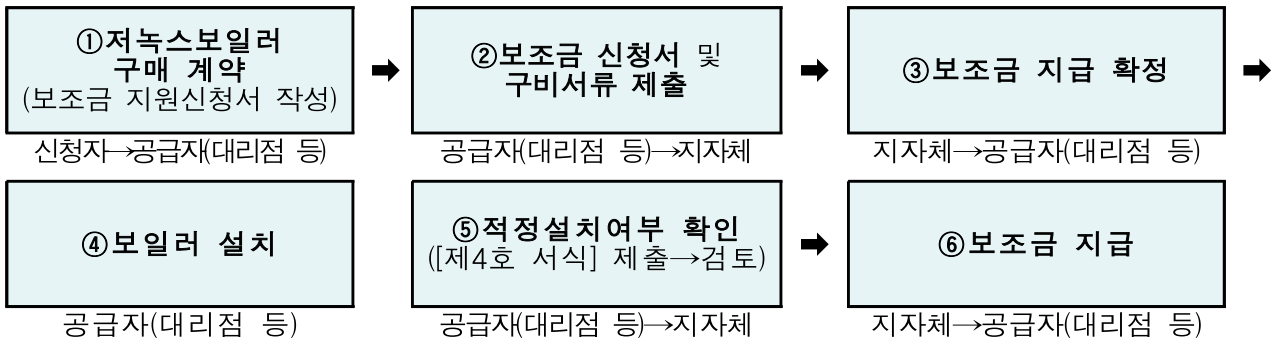 ①저녹스보일러
구매 계약
(보조금 지원신청서 작성)
신청자→공급자(대리점 등)
②보조금 신청서 및
구비서류 제출
공급자(대리점 등)→지자체
③보조금 지급 확정
지자체→공급자(대리점 등)
④보일러 설치
공급자(대리점 등)
⑤적정설치여부 확인
([제4호 서식] 제출→검토)
공급자(대리점 등)→지자체
⑥보조금 지급
지자체→공급자(대리점 등)